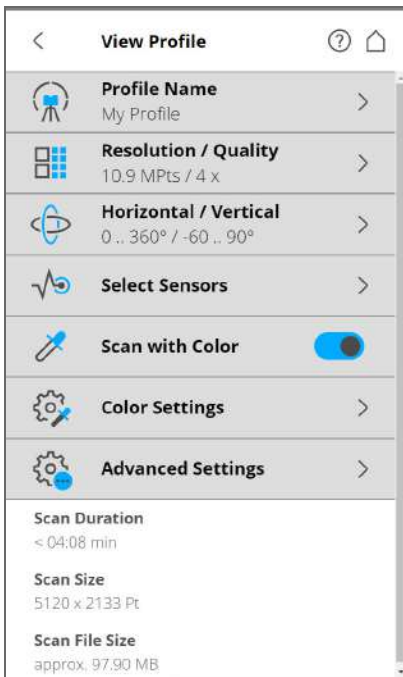 View Profile
Profile Name
My Profile
Resolution / Quality
10.9 MPts / 4 x
Horizontal / Vertical
0 .. 360° / -60 .. 90°
Select Sensors
Scan with Color
Color Settings
Advanced Settings
Scan Duration
< 04:08 min
Scan Size
5120 x 2133 Pt
Scan File Size
approx. 97.90 MB